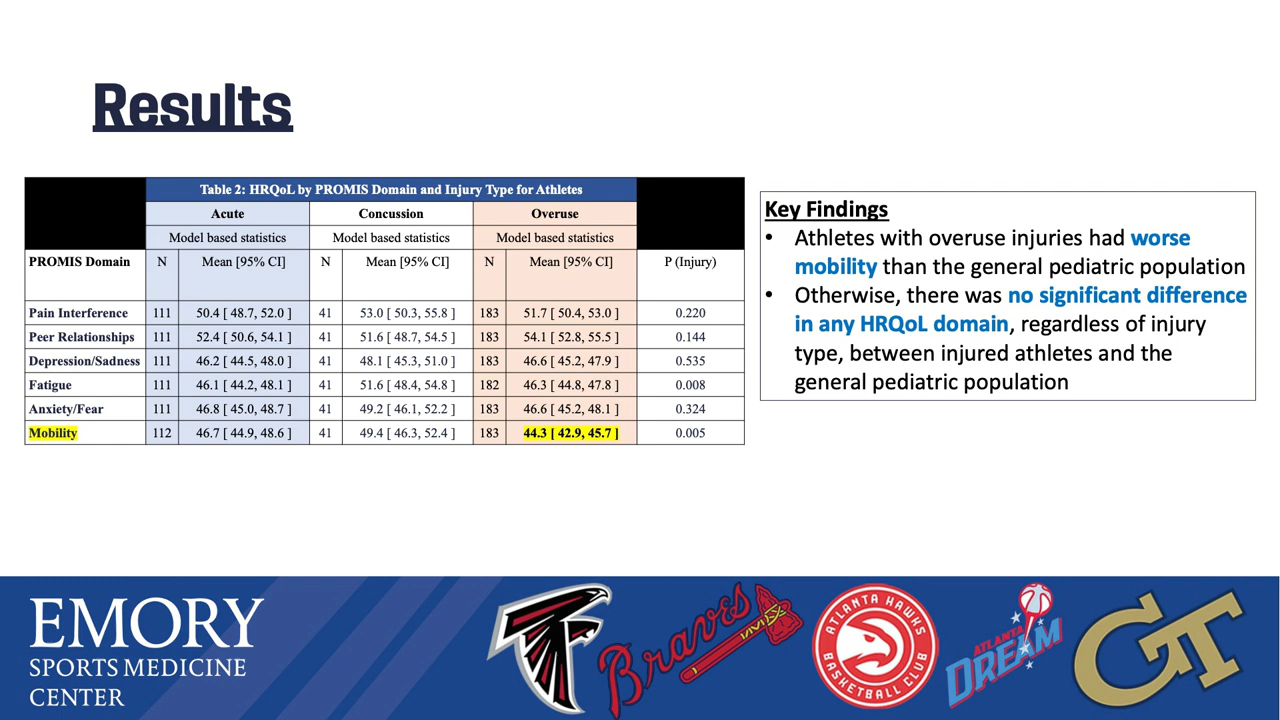 Results
Table 2: HRQoL by PROMIS Domain and Injury Type for Athletes
Acute Concussion Overuse
Model based statistics Model based statistics Model based statistics
PROMIS Domain N Mean [95% CI] N Mean [95% CI] N Mean [95% CI] P (Injury)
Pain Interference 111 50.4 [ 48.7, 52.0 ] 41 53.0 [ 50.3, 55.8 ] 183 51.7 [ 50.4, 53.0 ] 0.220
Peer Relationships 111 52.4 [ 50.6, 54.1 ] 41 51.6 [ 48.7, 54.5 ] 183 54.1 [ 52.8, 55.5 ] 0.144
Depression/Sadness 111 46.2 [ 44.5, 48.0 ] 41 48.1 [ 45.3, 51.0 ] 183 46.6 [ 45.2, 47.9 ] 0.535
Fatigue 111 46.1 [ 44.2, 48.1 ] 41 51.6 [ 48.4, 54.8 ] 182 46.3 [ 44.8, 47.8 ] 0.008
Anxiety/Fear 111 46.8 [ 45.0, 48.7 ] 41 49.2 [ 46.1, 52.2 ] 183 46.6 [ 45.2, 48.1 ] 0.324
Mobility 112 46.7 [ 44.9, 48.6 ] 41 49.4 [ 46.3, 52.4 ] 183 44.3 [ 42.9, 45.7 ] 0.005
Key Findings
• Athletes with overuse injuries had worse
mobility than the general pediatric population
• Otherwise, there was no significant difference
in any HRQoL domain, regardless of injury
type, between injured athletes and the
general pediatric population
EMORY
SPORTS MEDICINE
CENTER
Braves
ATLANTA HAWKS
BASKETBALL CLUB
ATLANTA
DREAM
GT